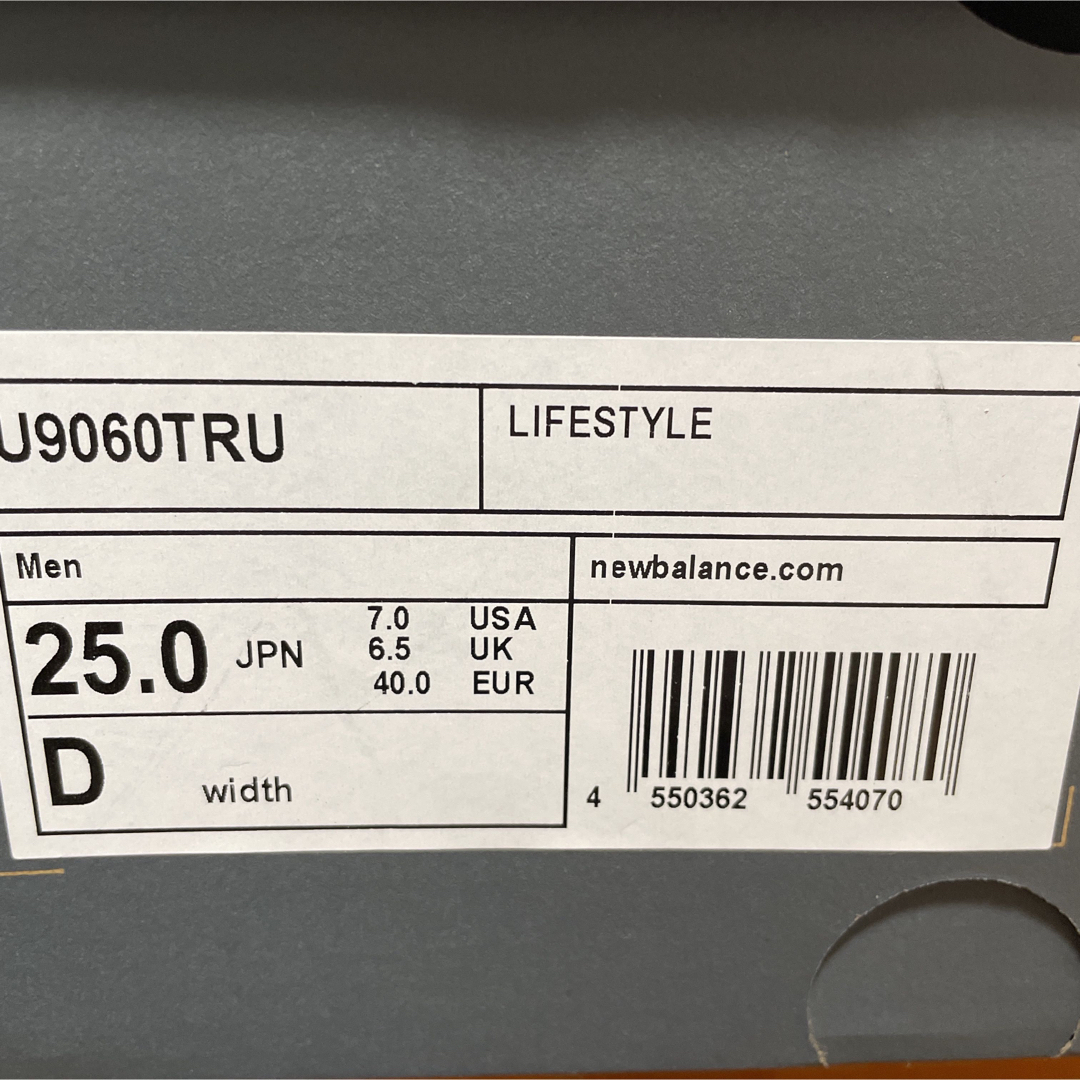 U9060TRU
LIFESTYLE
Men
newbalance.com
25.0 JPN
7.0 USA
6.5 UK
40.0 EUR
D width
4 550362 554070